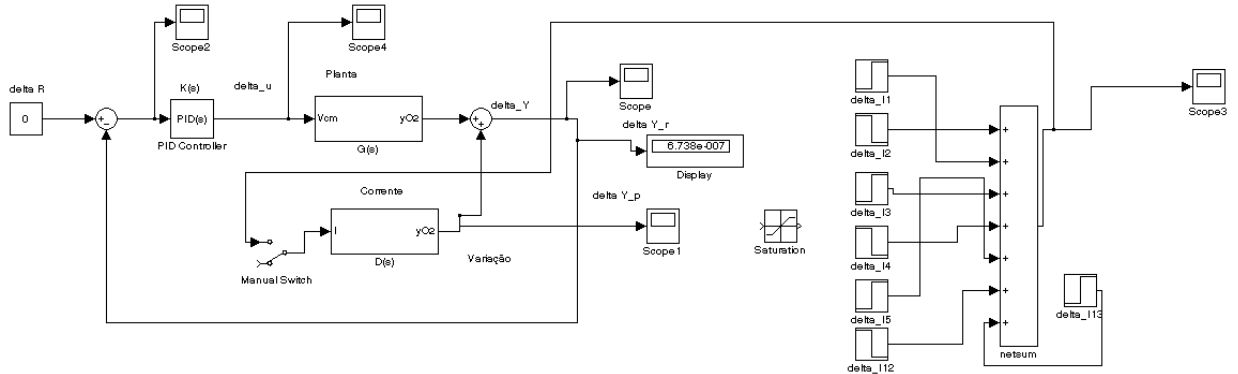 Scope2
Scope4
delta R
K(s)
delta_u
Planta
0
+
−
PID(s)
PID Controller
Vcm
yO2
G(s)
+
+
delta_Y
Scope
delta Y_r
6.738e-007
Display
Corrente
delta Y_p
I
yO2
D(s)
Manual Switch
Variação
Scope1
Saturation
delta_I1
delta_I2
delta_I3
delta_I4
delta_I5
delta_I12
+
+
+
+
+
+
+
netsum
delta_I13
Scope3